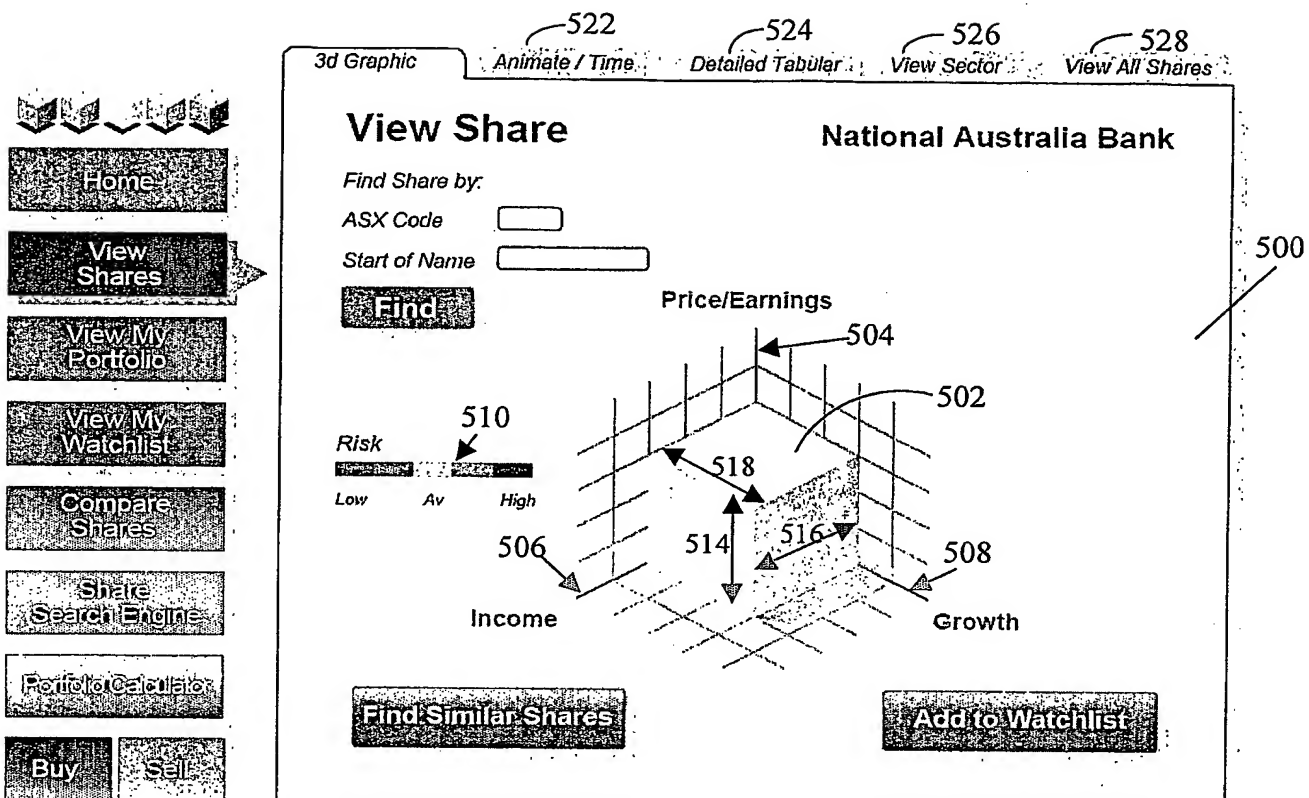 522 524 526 528
3d Graphic Animate / Time Detailed Tabular View Sector View All Shares
View Share
National Australia Bank
Home
Find Share by:
ASX Code
View
Shares
Start of Name
500
Find
Price/Earnings
View My
Portfolio
504
502
View My
Watchlist
510
Risk
518
Low Av High
Compare
Shares
514
516
506
508
Share
Search Engine
Income
Growth
Portfolio Calculator
Find Similar Shares
Add to Watchlist
Buy Sell